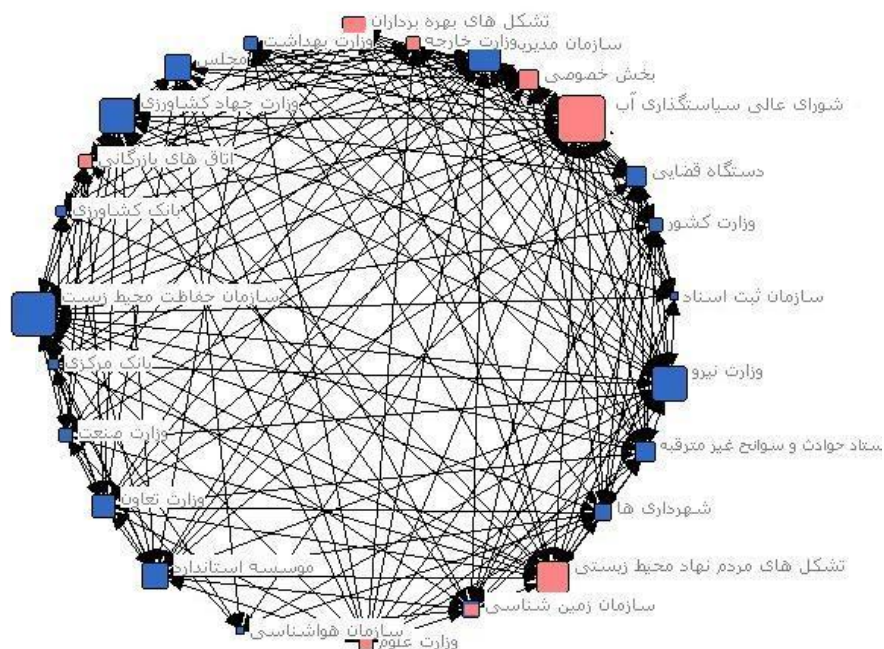 تشکل های بهره برداران
وزارت خارجه
سازمان مدیریت
وزارت بهداشت
بخش خصوصی
مجلس
شورای عالی سیاستگذاری آب
وزارت جهاد کشاورزی
دستگاه قضایی
اتاق های بازرگانی
وزارت کشور
بانک کشاورزی
سازمان ثبت اسناد
سازمان حفاظت محیط زیست
وزارت نیرو
بانک مرکزی
ستاد حوادث و سوانح غیر مترقبه
وزارت صنعت
شهرداری ها
وزارت تعاون
تشکل های مردم نهاد محیط زیستی
موسسه استاندارد
سازمان زمین شناسی
سازمان هواشناسی
وزارت علوم